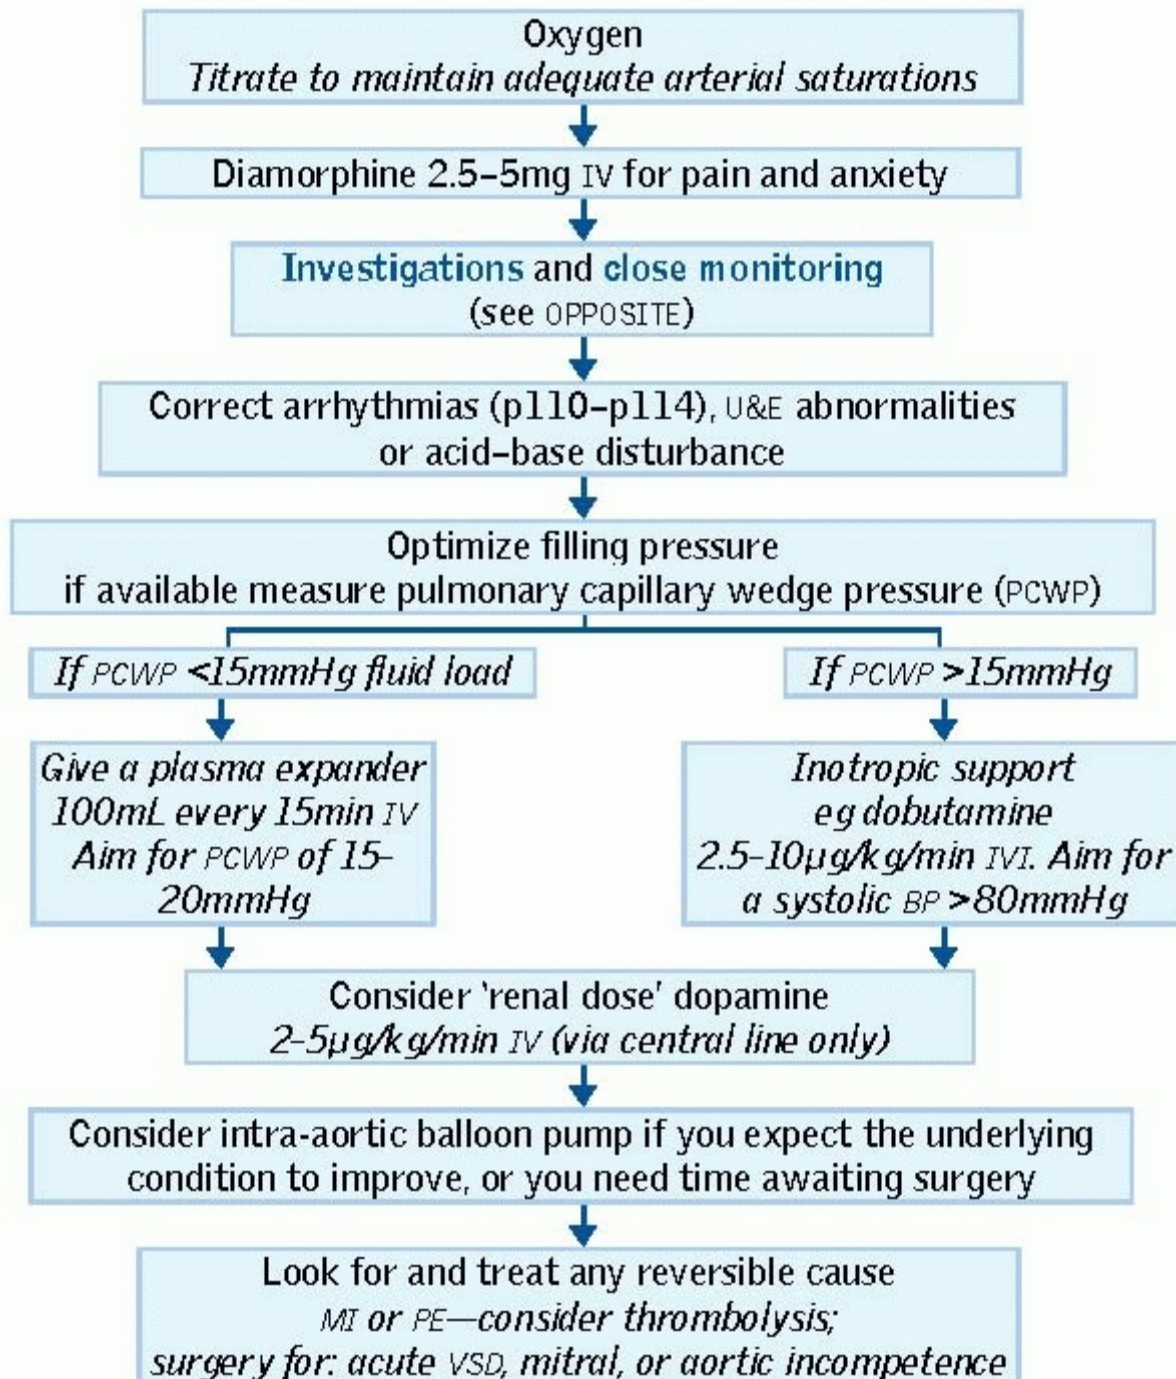 Oxygen
Titrate to maintain adequate arterial saturations
Diamorphine 2.5–5mg IV for pain and anxiety
Investigations and close monitoring
(see OPPOSITE)
Correct arrhythmias (p110–p114), U&E abnormalities
or acid–base disturbance
Optimize filling pressure
if available measure pulmonary capillary wedge pressure (PCWP)
If PCWP <15mmHg fluid load
If PCWP >15mmHg
Give a plasma expander
100mL every 15min IV
Aim for PCWP of 15–
20mmHg
Inotropic support
eg dobutamine
2.5–10µg/kg/min IVI. Aim for
a systolic BP >80mmHg
Consider 'renal dose' dopamine
2–5µg/kg/min IV (via central line only)
Consider intra-aortic balloon pump if you expect the underlying
condition to improve, or you need time awaiting surgery
Look for and treat any reversible cause
MI or PE—consider thrombolysis;
surgery for: acute VSD, mitral, or aortic incompetence